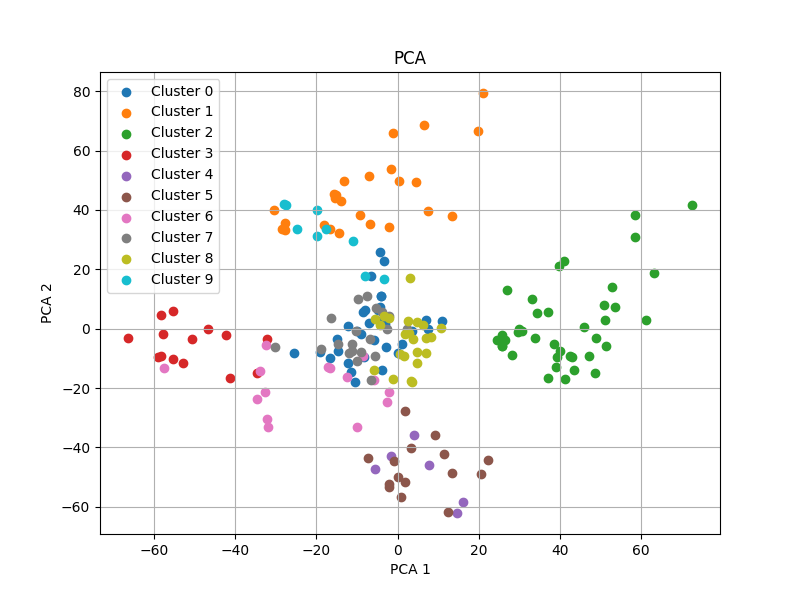 PCA
PCA 2
80
60
40
20
0
−20
−40
−60
Cluster 0
Cluster 1
Cluster 2
Cluster 3
Cluster 4
Cluster 5
Cluster 6
Cluster 7
Cluster 8
Cluster 9
−60 −40 −20 0 20 40 60
PCA 1